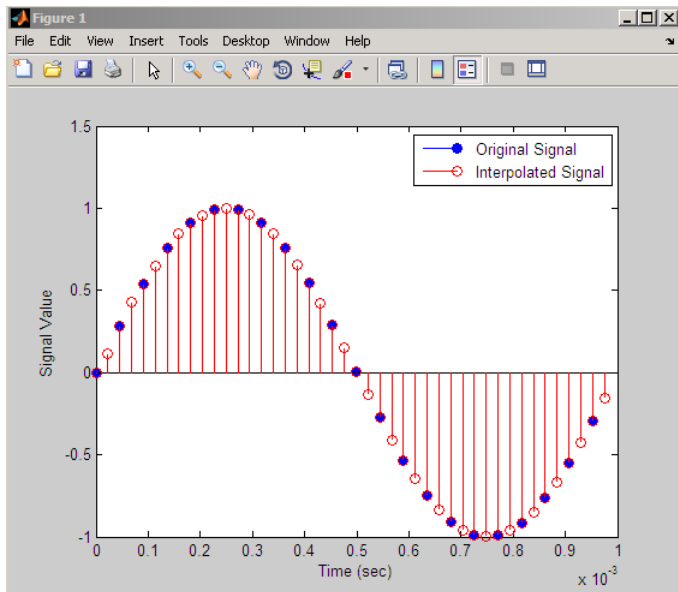 Figure 1
File Edit View Insert Tools Desktop Window Help
1.5
1
0.5
0
-0.5
-1
Original Signal
Interpolated Signal
Signal Value
0 0.1 0.2 0.3 0.4 0.5 0.6 0.7 0.8 0.9 1
Time (sec)
x 10^-3